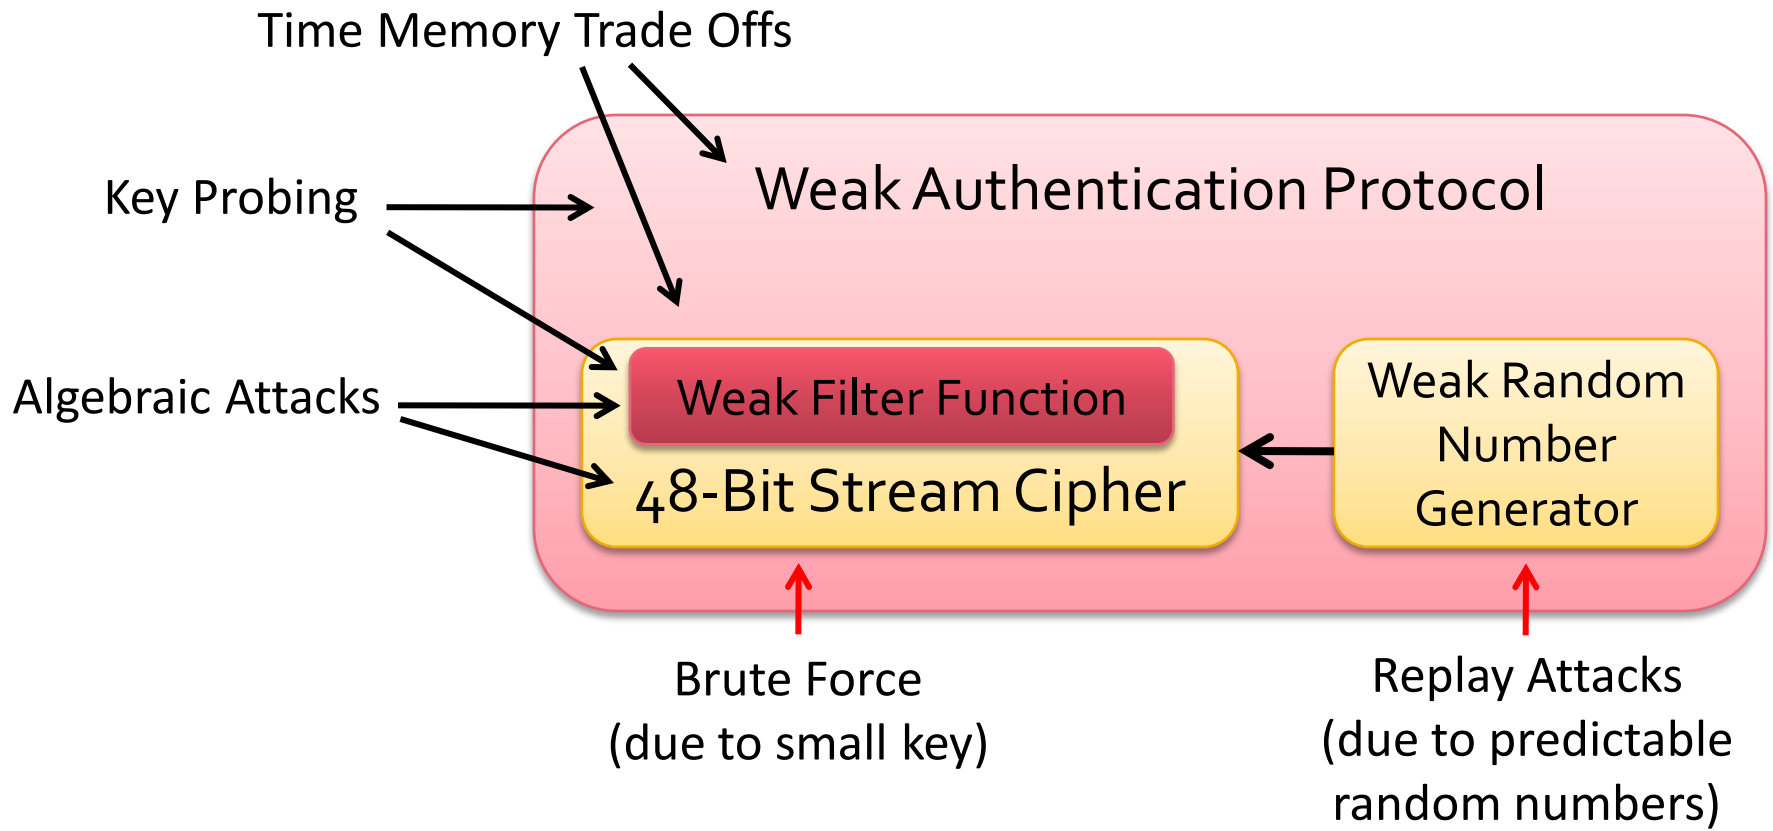 Time Memory Trade Offs
Weak Authentication Protocol
Key Probing
Algebraic Attacks
Weak Filter Function
48-Bit Stream Cipher
Weak Random
Number
Generator
Brute Force
(due to small key)
Replay Attacks
(due to predictable
random numbers)